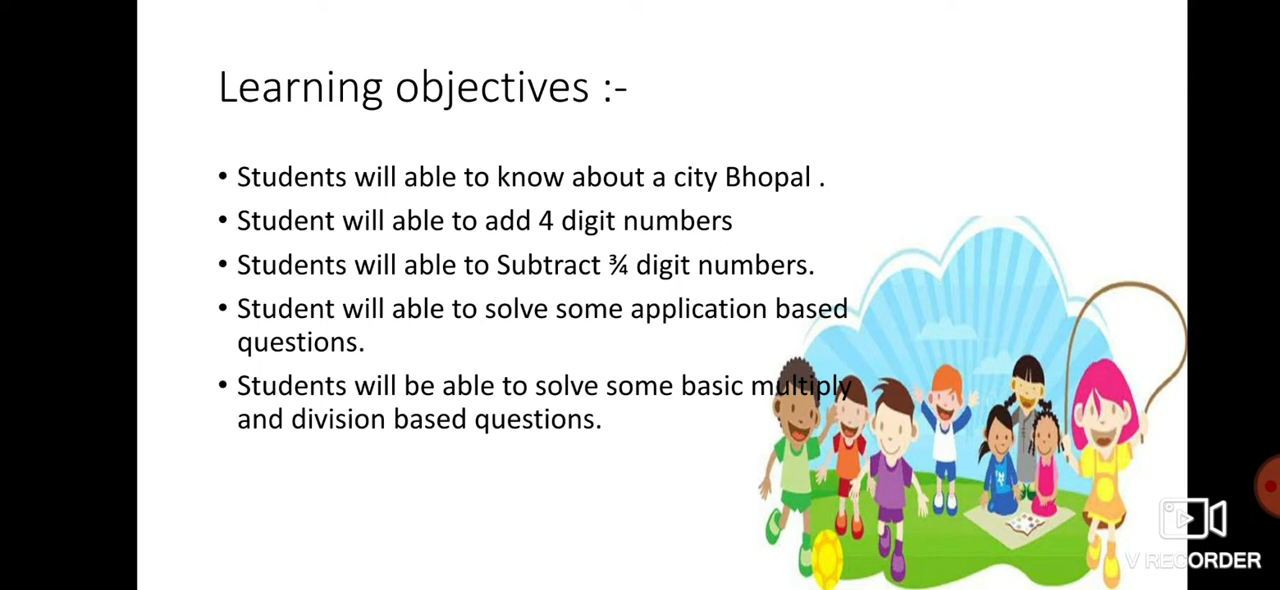 Learning objectives :-
• Students will able to know about a city Bhopal .
• Student will able to add 4 digit numbers
• Students will able to Subtract ¾ digit numbers.
• Student will able to solve some application based
questions.
• Students will be able to solve some basic multiply
and division based questions.
V RECORDER